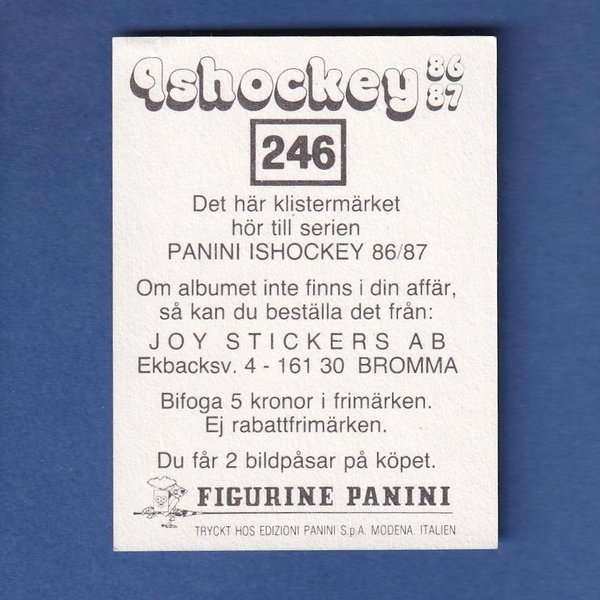 Ishockey 86
87
246
Det här klistermärket
hör till serien
PANINI ISHOCKEY 86/87
Om albumet inte finns i din affär,
så kan du beställa det från:
JOY STICKERS AB
Ekbacksv. 4 - 161 30 BROMMA
Bifoga 5 kronor i frimärken.
Ej rabattfrimärken.
Du får 2 bildpåsar på köpet.
FIGURINE PANINI
TRYCKT HOS EDIZIONI PANINI S.p.A. MODENA, ITALIEN